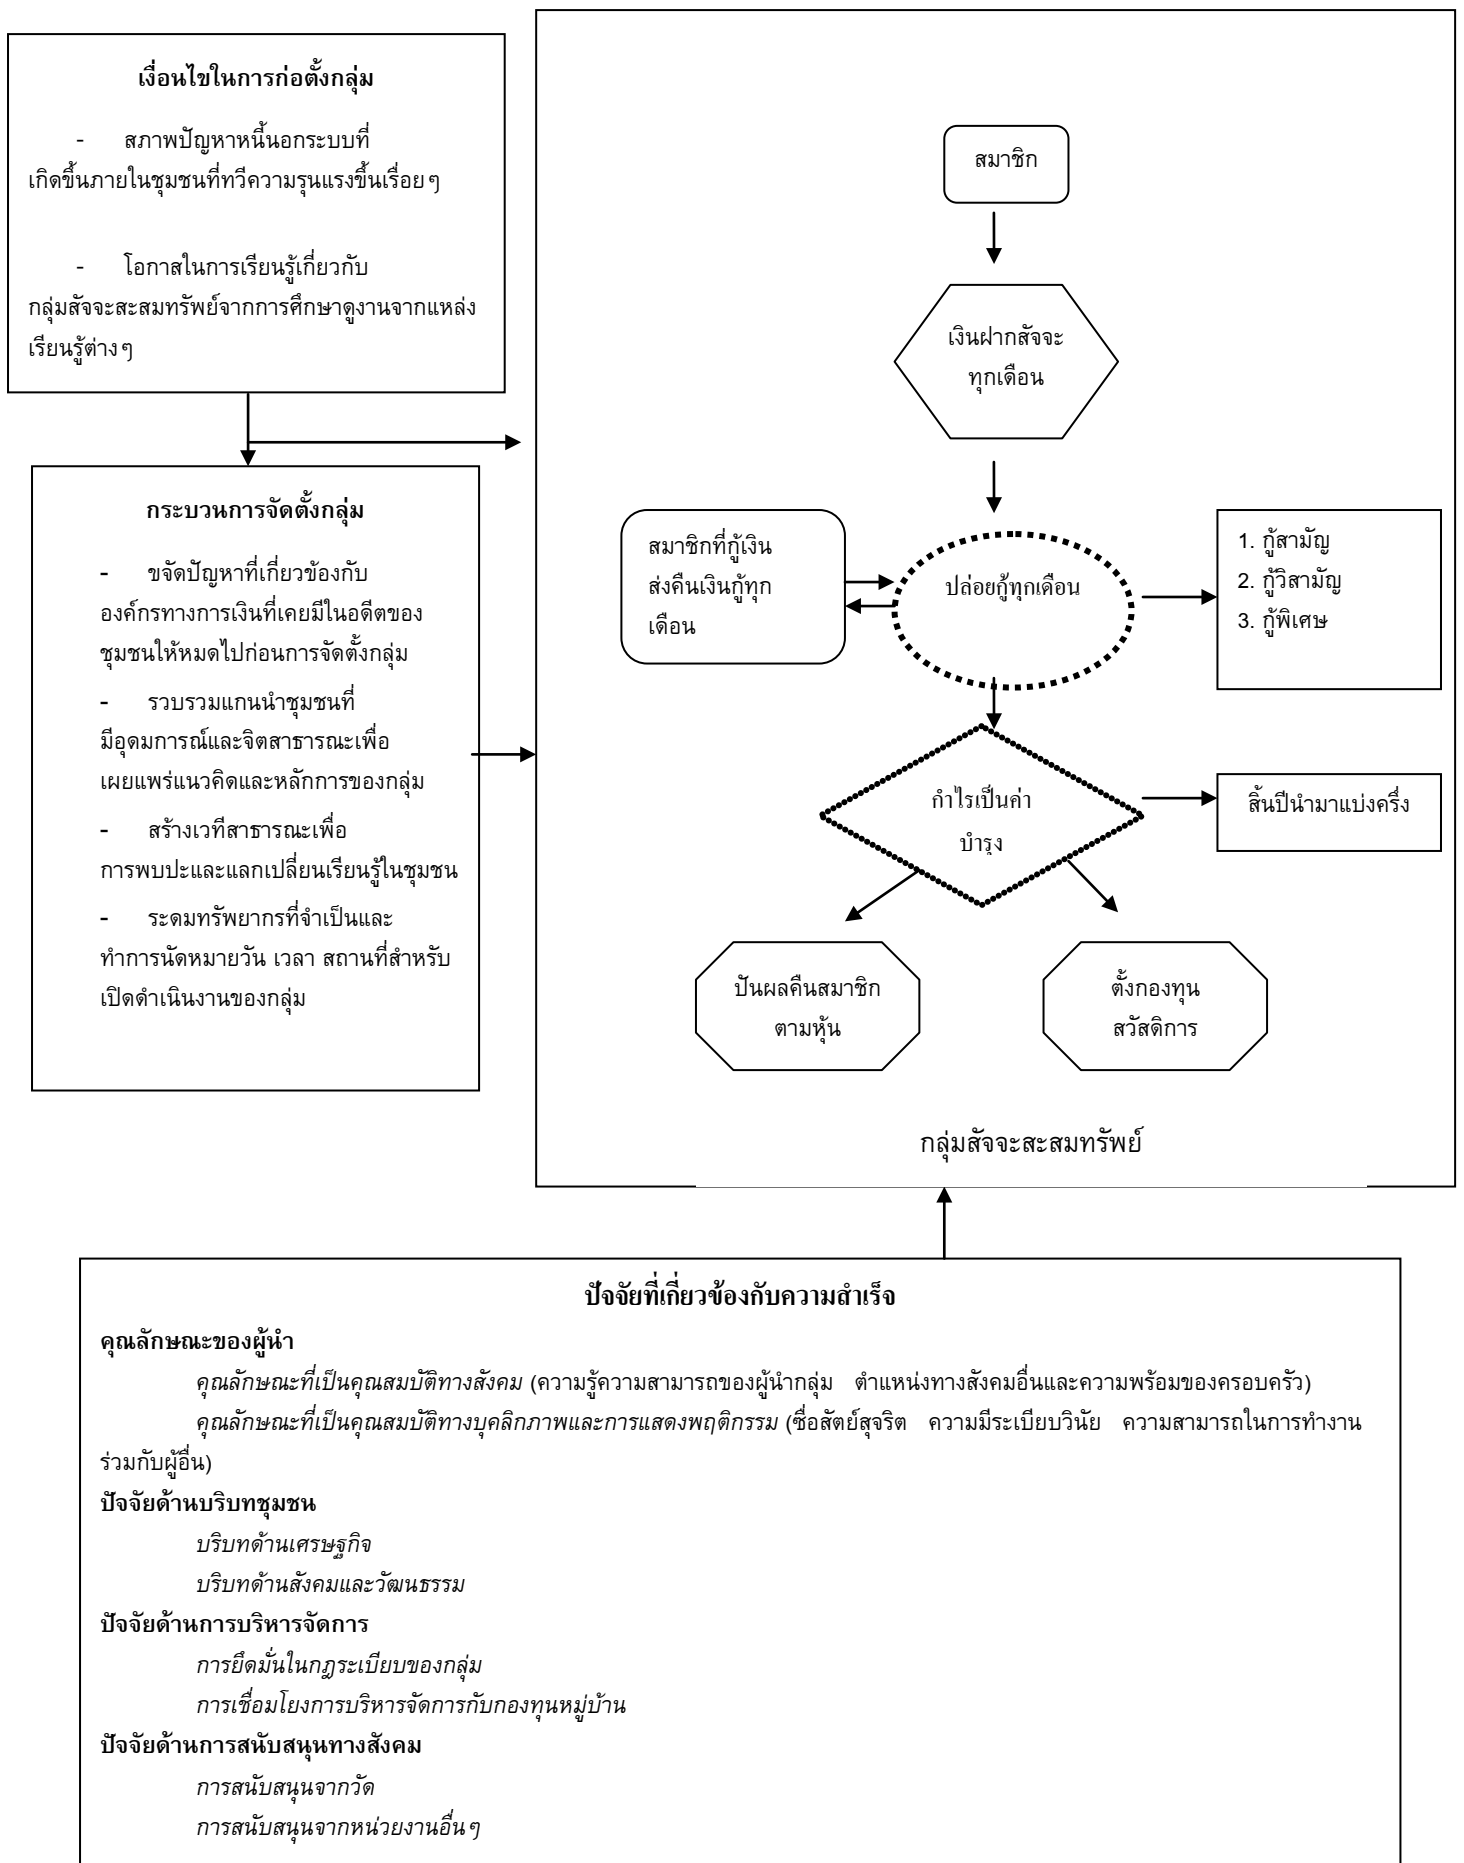 เงื่อนไขในการก่อตั้งกลุ่ม
- สภาพปัญหาหนี้นอกระบบที่
เกิดขึ้นภายในชุมชนที่ทวีความรุนแรงขึ้นเรื่อยๆ
- โอกาสในการเรียนรู้เกี่ยวกับ
กลุ่มสัจจะสะสมทรัพย์จากการศึกษาดูงานจากแหล่ง
เรียนรู้ต่างๆ
กระบวนการจัดตั้งกลุ่ม
- ขจัดปัญหาที่เกี่ยวข้องกับ
องค์กรทางการเงินที่เคยมีในอดีตของ
ชุมชนให้หมดไปก่อนการจัดตั้งกลุ่ม
- รวบรวมแกนนำชุมชนที่
มีอุดมการณ์และจิตสาธารณะเพื่อ
เผยแพร่แนวคิดและหลักการของกลุ่ม
- สร้างเวทีสาธารณะเพื่อ
การพบปะและแลกเปลี่ยนเรียนรู้ในชุมชน
- ระดมทรัพยากรที่จำเป็นและ
ทำการนัดหมายวัน เวลา สถานที่สำหรับ
เปิดดำเนินงานของกลุ่ม
สมาชิก
เงินฝากสัจจะ
ทุกเดือน
สมาชิกที่กู้เงิน
ส่งคืนเงินกู้ทุก
เดือน
ปล่อยกู้ทุกเดือน
1. กู้สามัญ
2. กู้วิสามัญ
3. กู้พิเศษ
กำไรเป็นค่า
บำรุง
สิ้นปีนำมาแบ่งครึ่ง
ปันผลคืนสมาชิก
ตามหุ้น
ตั้งกองทุน
สวัสดิการ
กลุ่มสัจจะสะสมทรัพย์
ปัจจัยที่เกี่ยวข้องกับความสำเร็จ
คุณลักษณะของผู้นำ
คุณลักษณะที่เป็นคุณสมบัติทางสังคม (ความรู้ความสามารถของผู้นำกลุ่ม ตำแหน่งทางสังคมอื่นและความพร้อมของครอบครัว)
คุณลักษณะที่เป็นคุณสมบัติทางบุคลิกภาพและการแสดงพฤติกรรม (ซื่อสัตย์สุจริต ความมีระเบียบวินัย ความสามารถในการทำงาน
ร่วมกับผู้อื่น)
ปัจจัยด้านบริบทชุมชน
บริบทด้านเศรษฐกิจ
บริบทด้านสังคมและวัฒนธรรม
ปัจจัยด้านการบริหารจัดการ
การยึดมั่นในกฎระเบียบของกลุ่ม
การเชื่อมโยงการบริหารจัดการกับกองทุนหมู่บ้าน
ปัจจัยด้านการสนับสนุนทางสังคม
การสนับสนุนจากวัด
การสนับสนุนจากหน่วยงานอื่นๆ